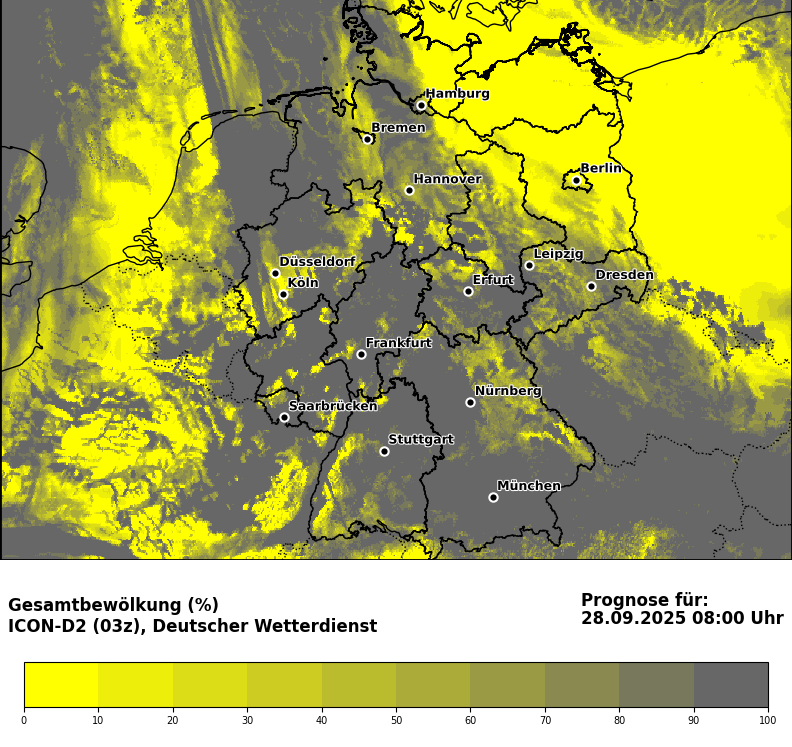 Hamburg
Bremen
Berlin
Hannover
Leipzig
Düsseldorf
Dresden
Köln
Erfurt
Frankfurt
Nürnberg
Saarbrücken
Stuttgart
München
Gesamtbewölkung (%)
ICON-D2 (03z), Deutscher Wetterdienst
Prognose für:
28.09.2025 08:00 Uhr
0 10 20 30 40 50 60 70 80 90 100